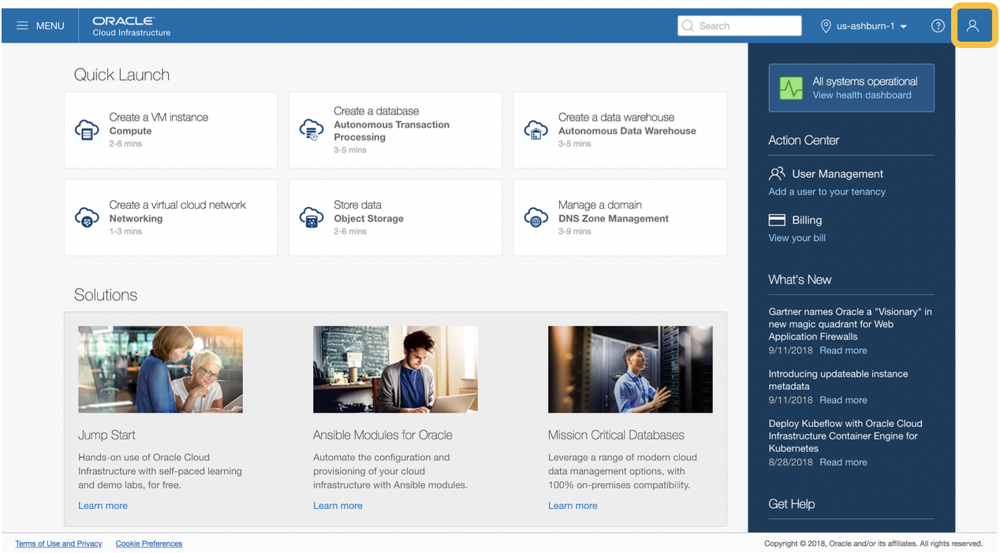 MENU
ORACLE
Cloud Infrastructure
Search
us-ashburn-1
?
Quick Launch
Create a VM instance
Compute
2-6 mins
Create a database
Autonomous Transaction
Processing
3-5 mins
Create a data warehouse
Autonomous Data Warehouse
3-5 mins
Create a virtual cloud network
Networking
1-3 mins
Store data
Object Storage
2-6 mins
Manage a domain
DNS Zone Management
3-9 mins
Solutions
Jump Start
Hands-on use of Oracle Cloud
Infrastructure with self-paced learning
and demo labs, for free.
Learn more
Ansible Modules for Oracle
Automate the configuration and
provisioning of your cloud
infrastructure with Ansible modules.
Learn more
Mission Critical Databases
Leverage a range of modern cloud
data management options, with
100% on-premises compatibility.
Learn more
All systems operational
View health dashboard
Action Center
User Management
Add a user to your tenancy
Billing
View your bill
What's New
Gartner names Oracle a "Visionary" in
new magic quadrant for Web
Application Firewalls
9/11/2018 Read more
Introducing updateable instance
metadata
9/11/2018 Read more
Deploy Kubeflow with Oracle Cloud
Infrastructure Container Engine for
Kubernetes
8/28/2018 Read more
Get Help
Terms of Use and Privacy
Cookie Preferences
Copyright © 2018, Oracle and/or its affiliates. All rights reserved.